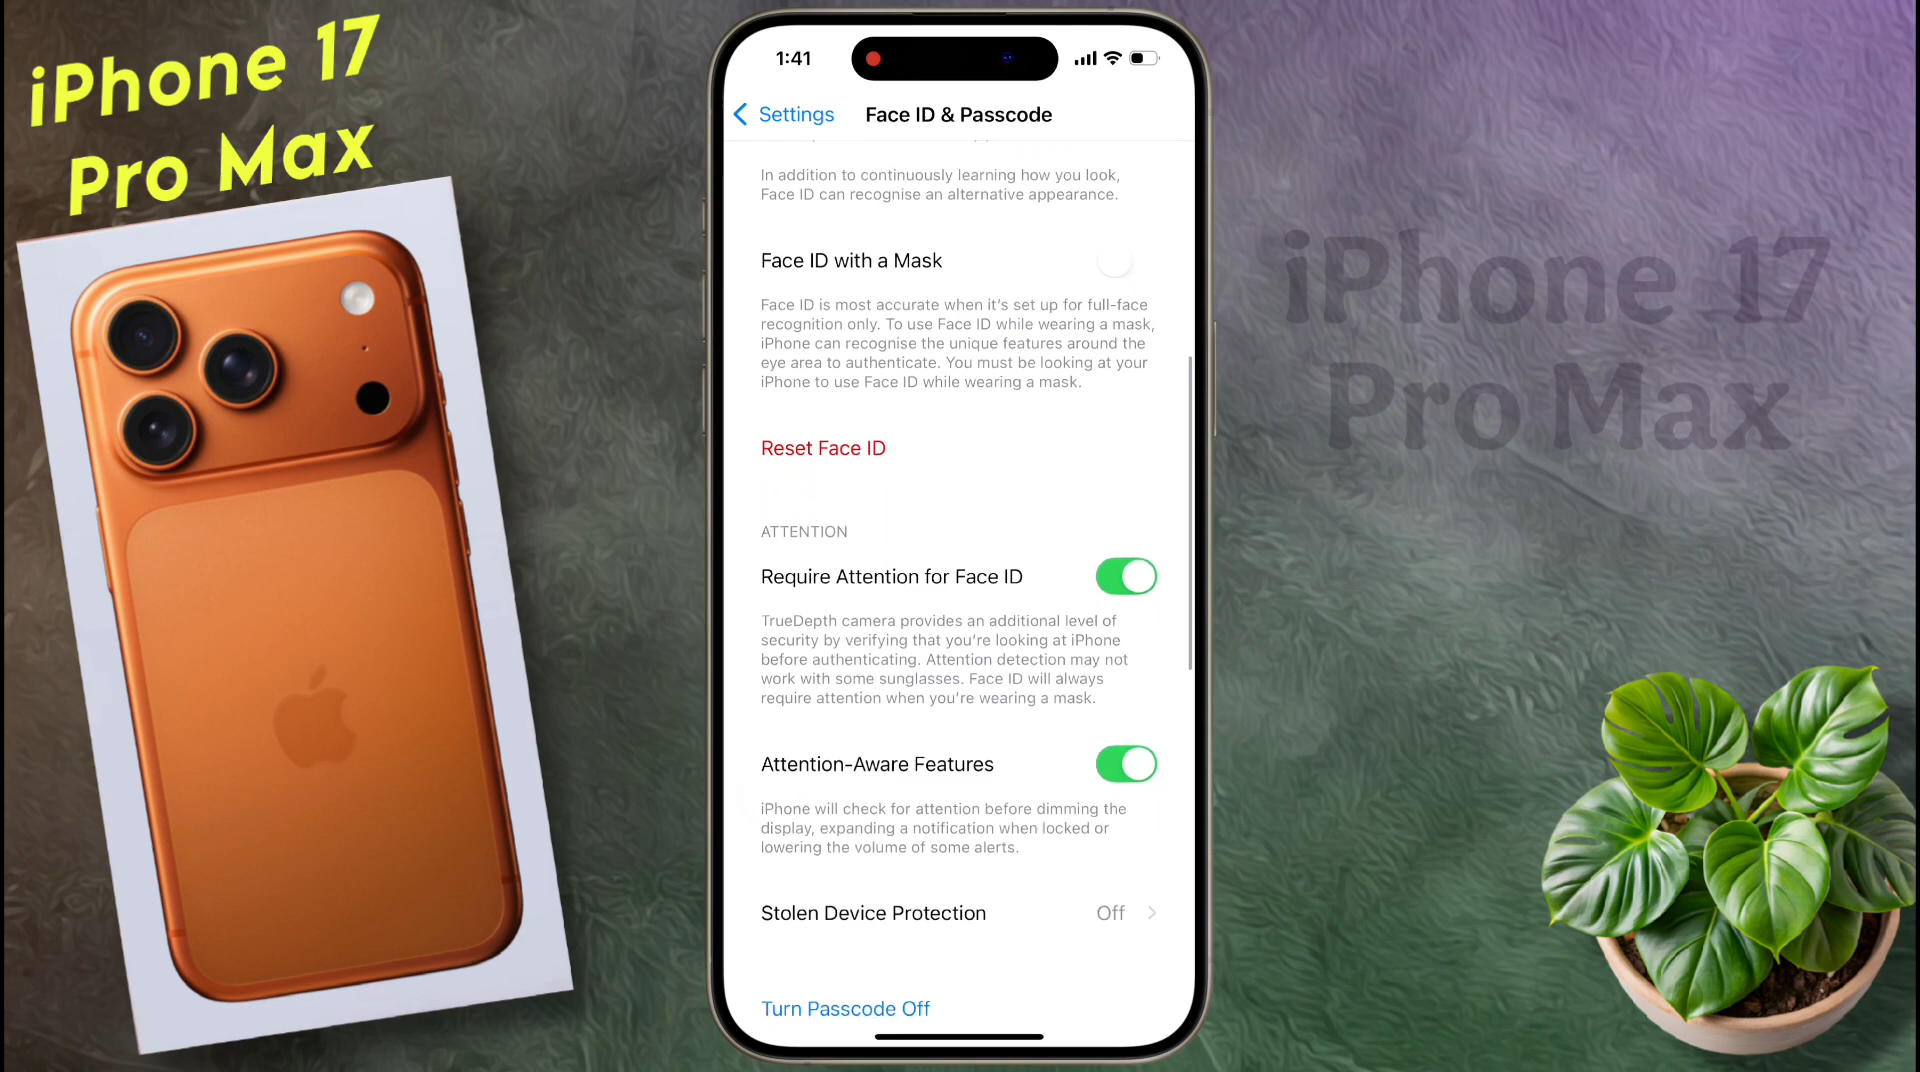 iPhone 17
Pro Max
1:41
Settings
Face ID & Passcode
In addition to continuously learning how you look,
Face ID can recognise an alternative appearance.
Face ID with a Mask
Face ID is most accurate when it's set up for full-face
recognition only. To use Face ID while wearing a mask,
iPhone can recognise the unique features around the
eye area to authenticate. You must be looking at your
iPhone to use Face ID while wearing a mask.
Reset Face ID
ATTENTION
Require Attention for Face ID
TrueDepth camera provides an additional level of
security by verifying that you're looking at iPhone
before authenticating. Attention detection may not
work with some sunglasses. Face ID will always
require attention when you're wearing a mask.
Attention-Aware Features
iPhone will check for attention before dimming the
display, expanding a notification when locked or
lowering the volume of some alerts.
Stolen Device Protection
Off
Turn Passcode Off
iPhone 17
Pro Max